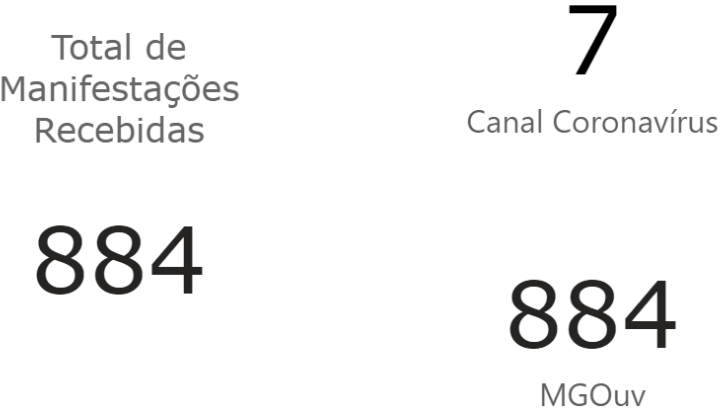 Total de
Manifestações
Recebidas
884
7
Canal Coronavírus
884
MGOuv